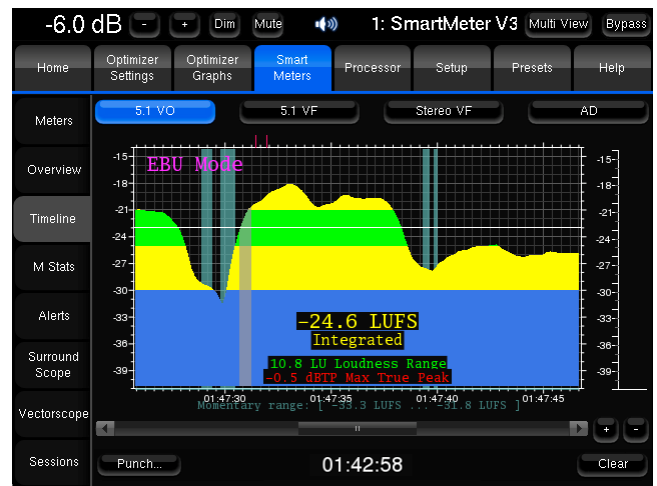 -6.0 dB - + Dim Mute 1: SmartMeter V3 Multi View Bypass
Home Optimizer Settings Optimizer Graphs Smart Meters Processor Setup Presets Help
Meters
Overview
Timeline
M Stats
Alerts
Surround Scope
Vectorscope
Sessions
5.1 VO 5.1 VF Stereo VF AD
EBU Mode
-15 -15
-18 -18
-21 -21
-24 -24
-27 -27
-30 -30
-33 -33
-36 -36
-39 -39
-24.6 LUFS
Integrated
10.8 LU Loudness Range
-0.5 dBTP Max True Peak
01:47:30 01:47:35 01:47:40 01:47:45
Momentary range: [ -33.3 LUFS ... -31.8 LUFS ]
+ -
Punch... 01:42:58 Clear